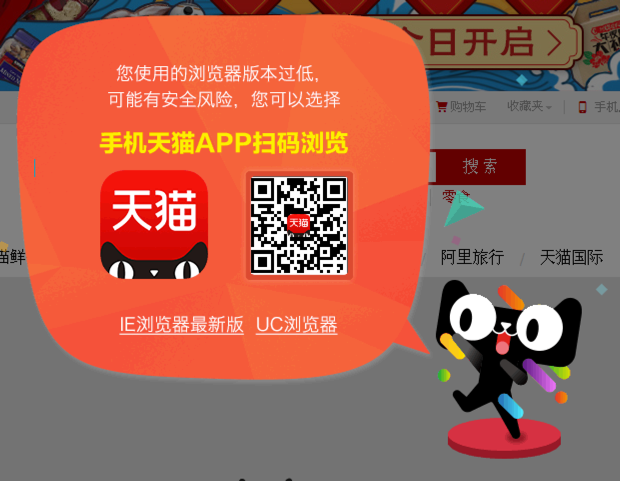 今日开启
您使用的浏览器版本过低，
可能有安全风险，您可以选择
手机天猫APP扫码浏览
购物车
收藏夹
手机
搜索
天猫
天猫
零食
猫鲜
阿里旅行
/
天猫国际
IE浏览器最新版 UC浏览器